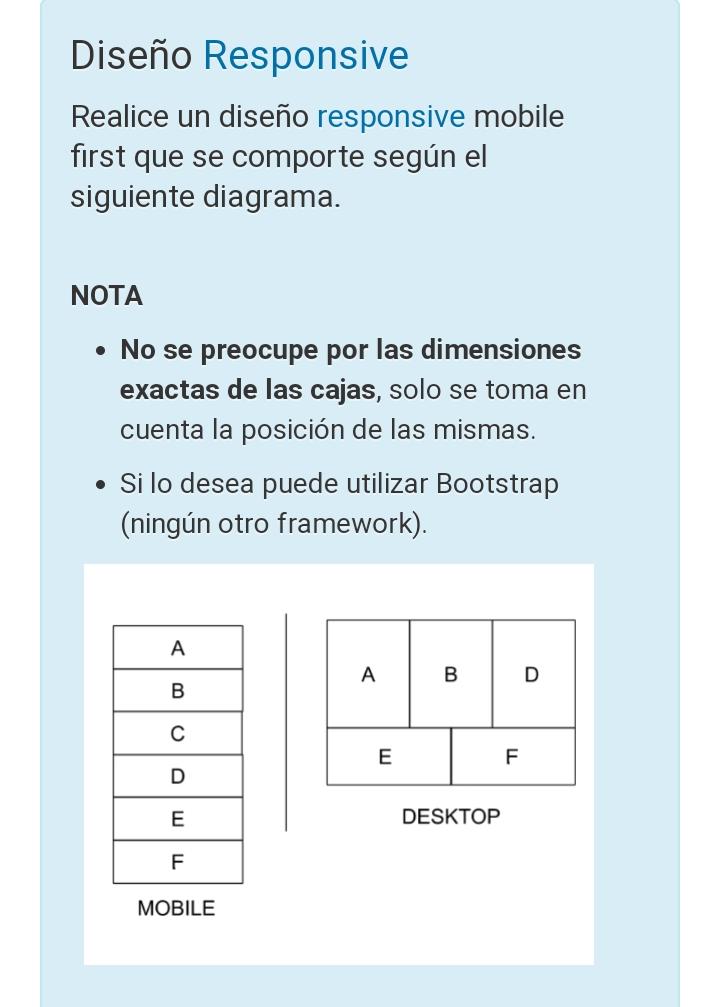 Diseño Responsive
Realice un diseño responsive mobile
first que se comporte según el
siguiente diagrama.
NOTA
• No se preocupe por las dimensiones
exactas de las cajas, solo se toma en
cuenta la posición de las mismas.
• Si lo desea puede utilizar Bootstrap
(ningún otro framework).
A
B
C
D
E
F
MOBILE
A B D
E F
DESKTOP